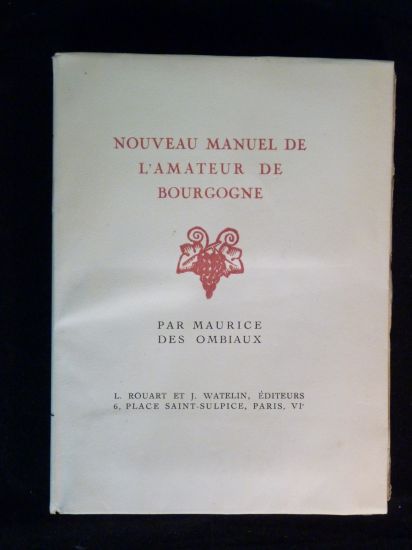 NOUVEAU MANUEL DE
L'AMATEUR DE
BOURGOGNE
PAR MAURICE
DES OMBIAUX
L. ROUART ET J. WATELIN, ÉDITEURS
6, PLACE SAINT-SULPICE, PARIS, VIᵉ